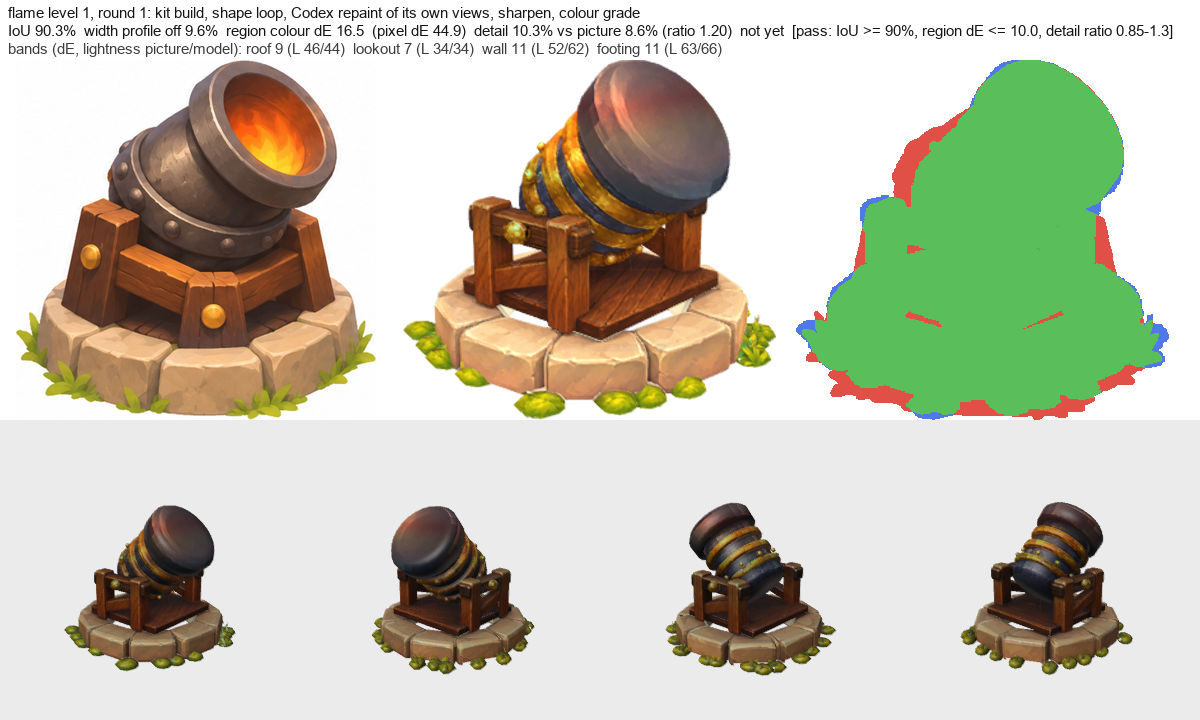 flame level 1, round 1: kit build, shape loop, Codex repaint of its own views, sharpen, colour grade
IoU 90.3%  width profile off 9.6%  region colour dE 16.5  (pixel dE 44.9)  detail 10.3% vs picture 8.6% (ratio 1.20)  not yet  [pass: IoU >= 90%, region dE <= 10.0, detail ratio 0.85-1.3]
bands (dE, lightness picture/model): roof 9 (L 46/44)  lookout 7 (L 34/34)  wall 11 (L 52/62)  footing 11 (L 63/66)